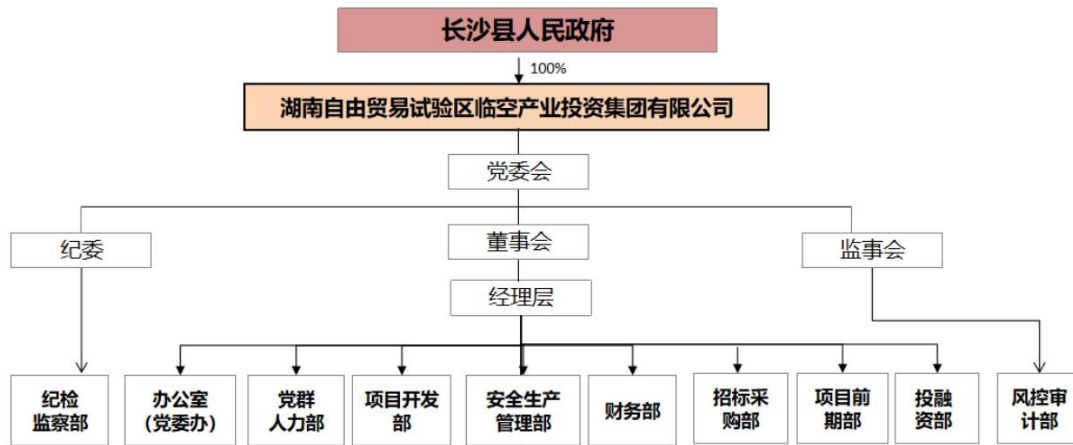 长沙县人民政府
100%
湖南自由贸易试验区临空产业投资集团有限公司
党委会
纪委
董事会
监事会
经理层
纪检
监察部
办公室
（党委办）
党群
人力部
项目开发
部
安全生产
管理部
财务部
招标采
购部
项目前
期部
投融
资部
风控审
计部